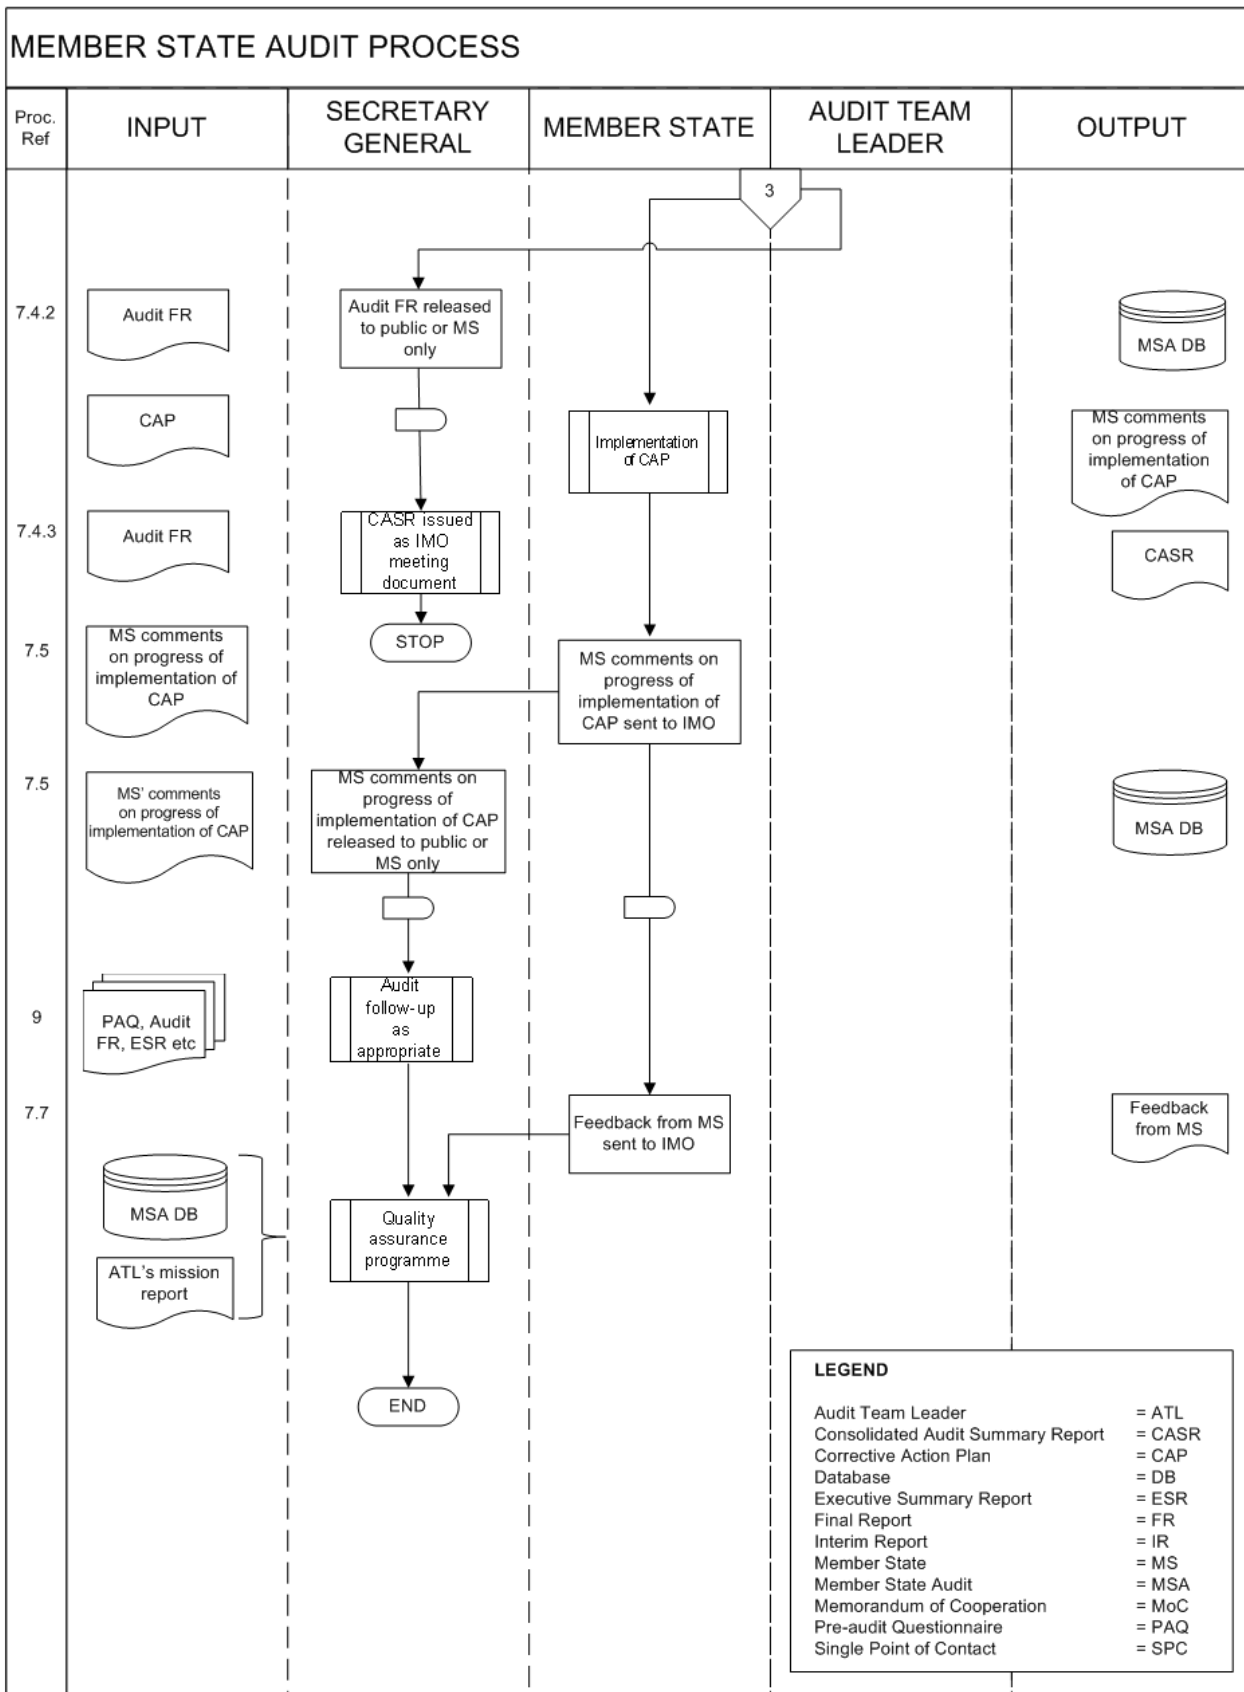 MEMBER STATE AUDIT PROCESS
Proc.
Ref
INPUT
SECRETARY
GENERAL
MEMBER STATE
AUDIT TEAM
LEADER
OUTPUT
3
7.4.2
Audit FR
Audit FR released
to public or MS
only
MSA DB
CAP
Implementation
of CAP
MS comments
on progress of
implementation
of CAP
7.4.3
Audit FR
CASR issued
as IMO
meeting
document
CASR
STOP
7.5
MS comments
on progress of
implementation of
CAP
MS comments on
progress of
implementation of
CAP sent to IMO
7.5
MS' comments
on progress of
implementation of CAP
MS comments on
progress of
implementation of CAP
released to public or
MS only
MSA DB
9
PAQ, Audit
FR, ESR etc
Audit
follow-up
as
appropriate
7.7
Feedback from MS
sent to IMO
Feedback
from MS
MSA DB
ATL's mission
report
Quality
assurance
programme
END
LEGEND
Audit Team Leader = ATL
Consolidated Audit Summary Report = CASR
Corrective Action Plan = CAP
Database = DB
Executive Summary Report = ESR
Final Report = FR
Interim Report = IR
Member State = MS
Member State Audit = MSA
Memorandum of Cooperation = MoC
Pre-audit Questionnaire = PAQ
Single Point of Contact = SPC